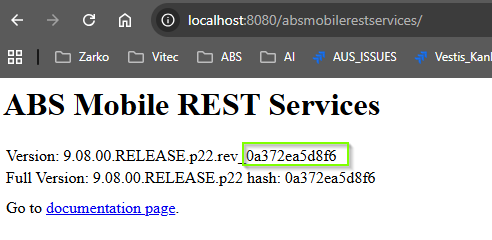 localhost:8080/absmobilerestservices/
Zarko Vitec ABS AI AUS_ISSUES Vestis_Kanb
ABS Mobile REST Services
Version: 9.08.00.RELEASE.p22.rev_0a372ea5d8f6
Full Version: 9.08.00.RELEASE.p22 hash: 0a372ea5d8f6
Go to documentation page.